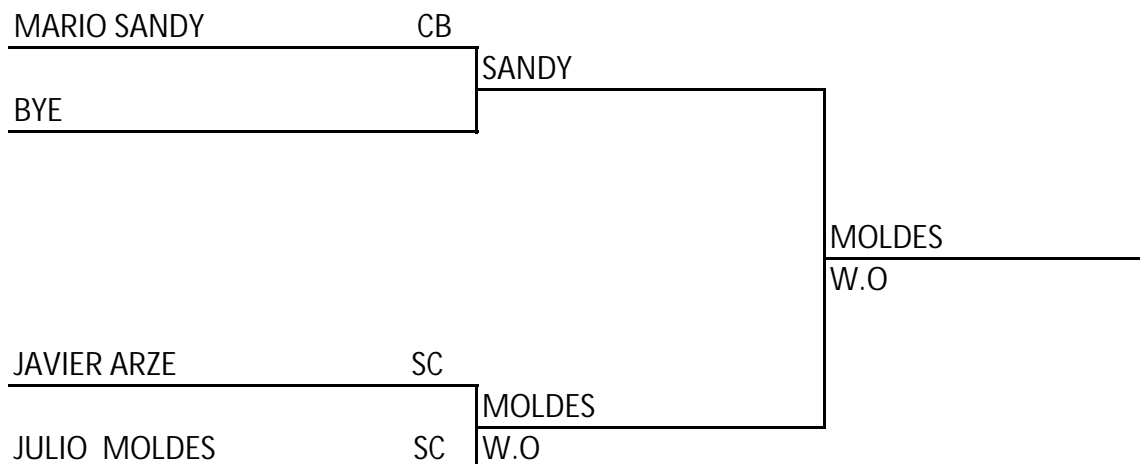 MARIO SANDY CB
SANDY
BYE
MOLDES
W.O
JAVIER ARZE SC
MOLDES
JULIO MOLDES SC W.O